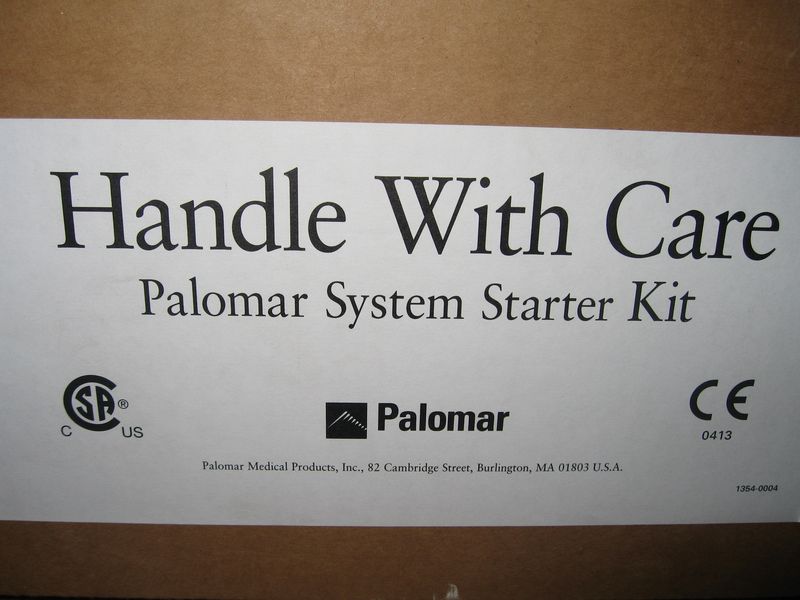 Handle With Care
Palomar System Starter Kit
CSA®
C US
Palomar
CE
0413
Palomar Medical Products, Inc., 82 Cambridge Street, Burlington, MA 01803 U.S.A.
1354-0004